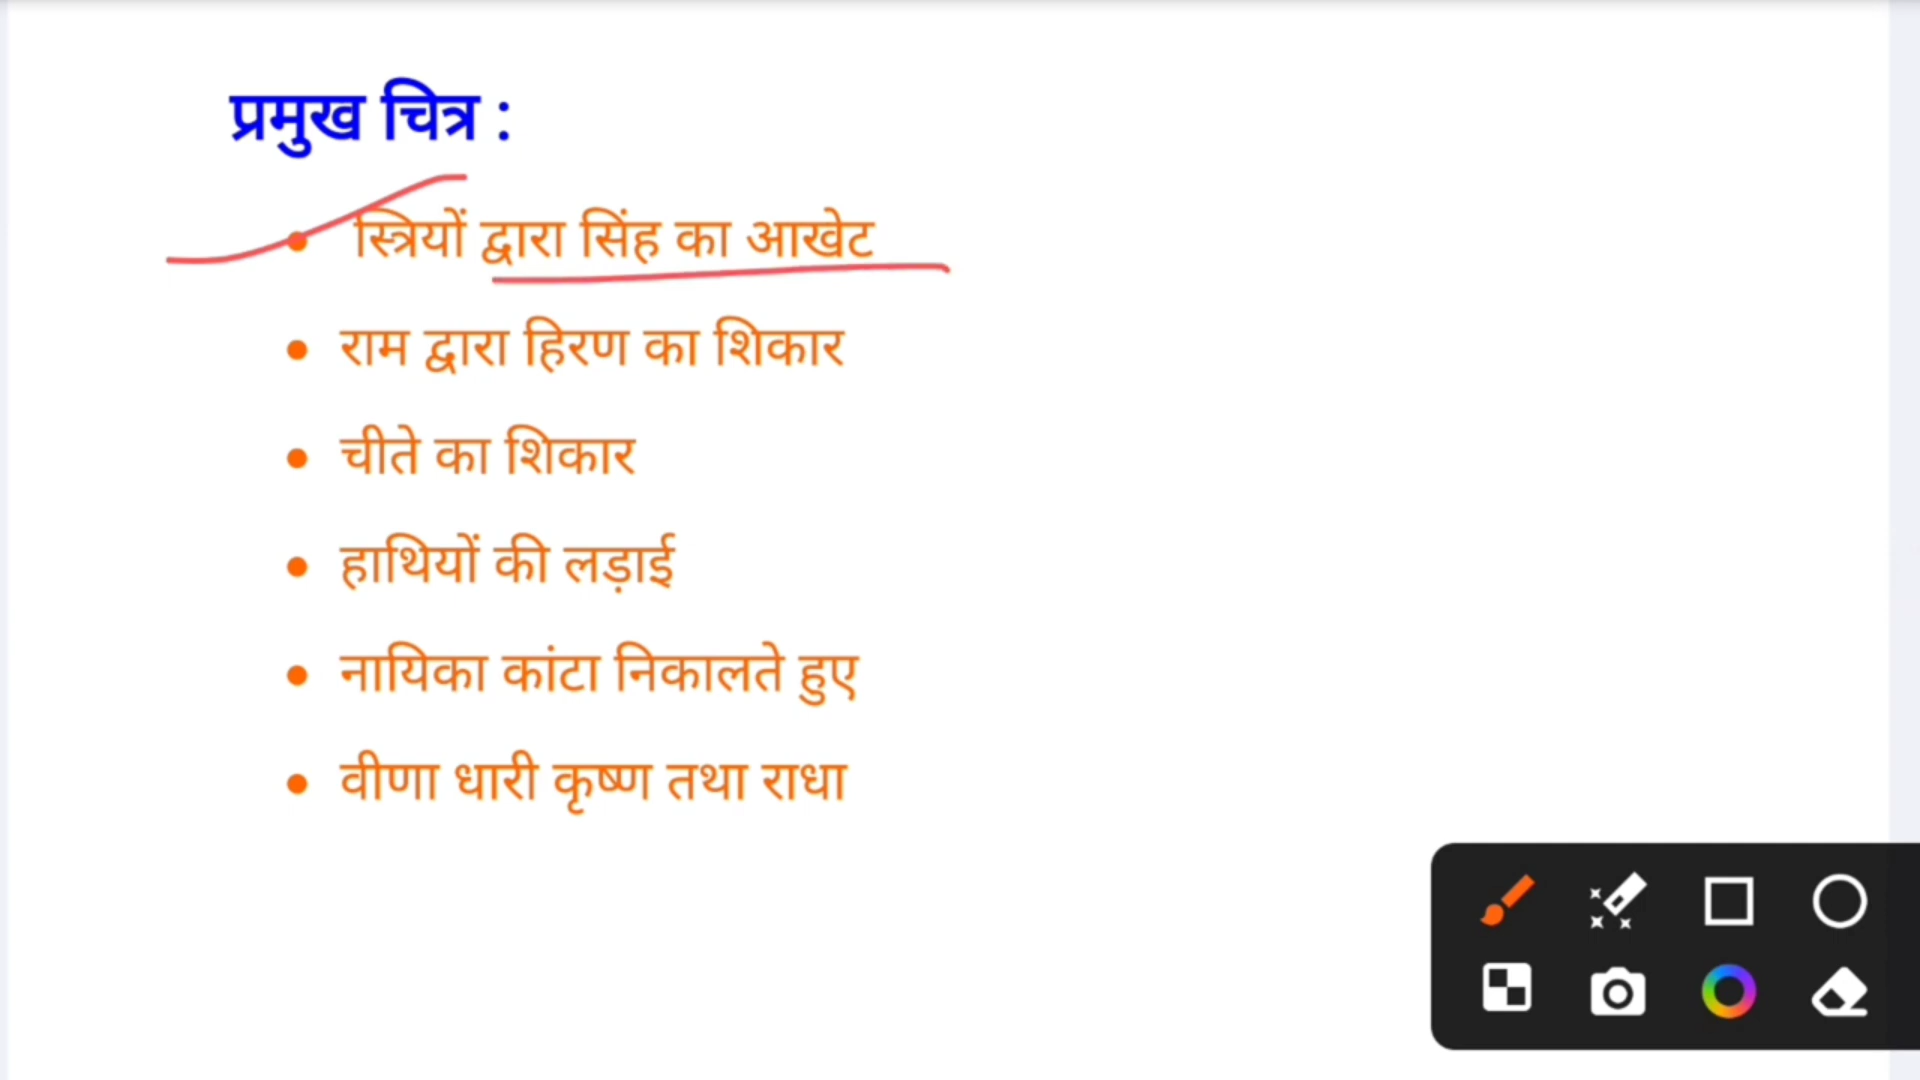 प्रमुख चित्र :
स्त्रियों द्वारा सिंह का आखेट
राम द्वारा हिरण का शिकार
चीते का शिकार
हाथियों की लड़ाई
नायिका कांटा निकालते हुए
वीणा धारी कृष्ण तथा राधा